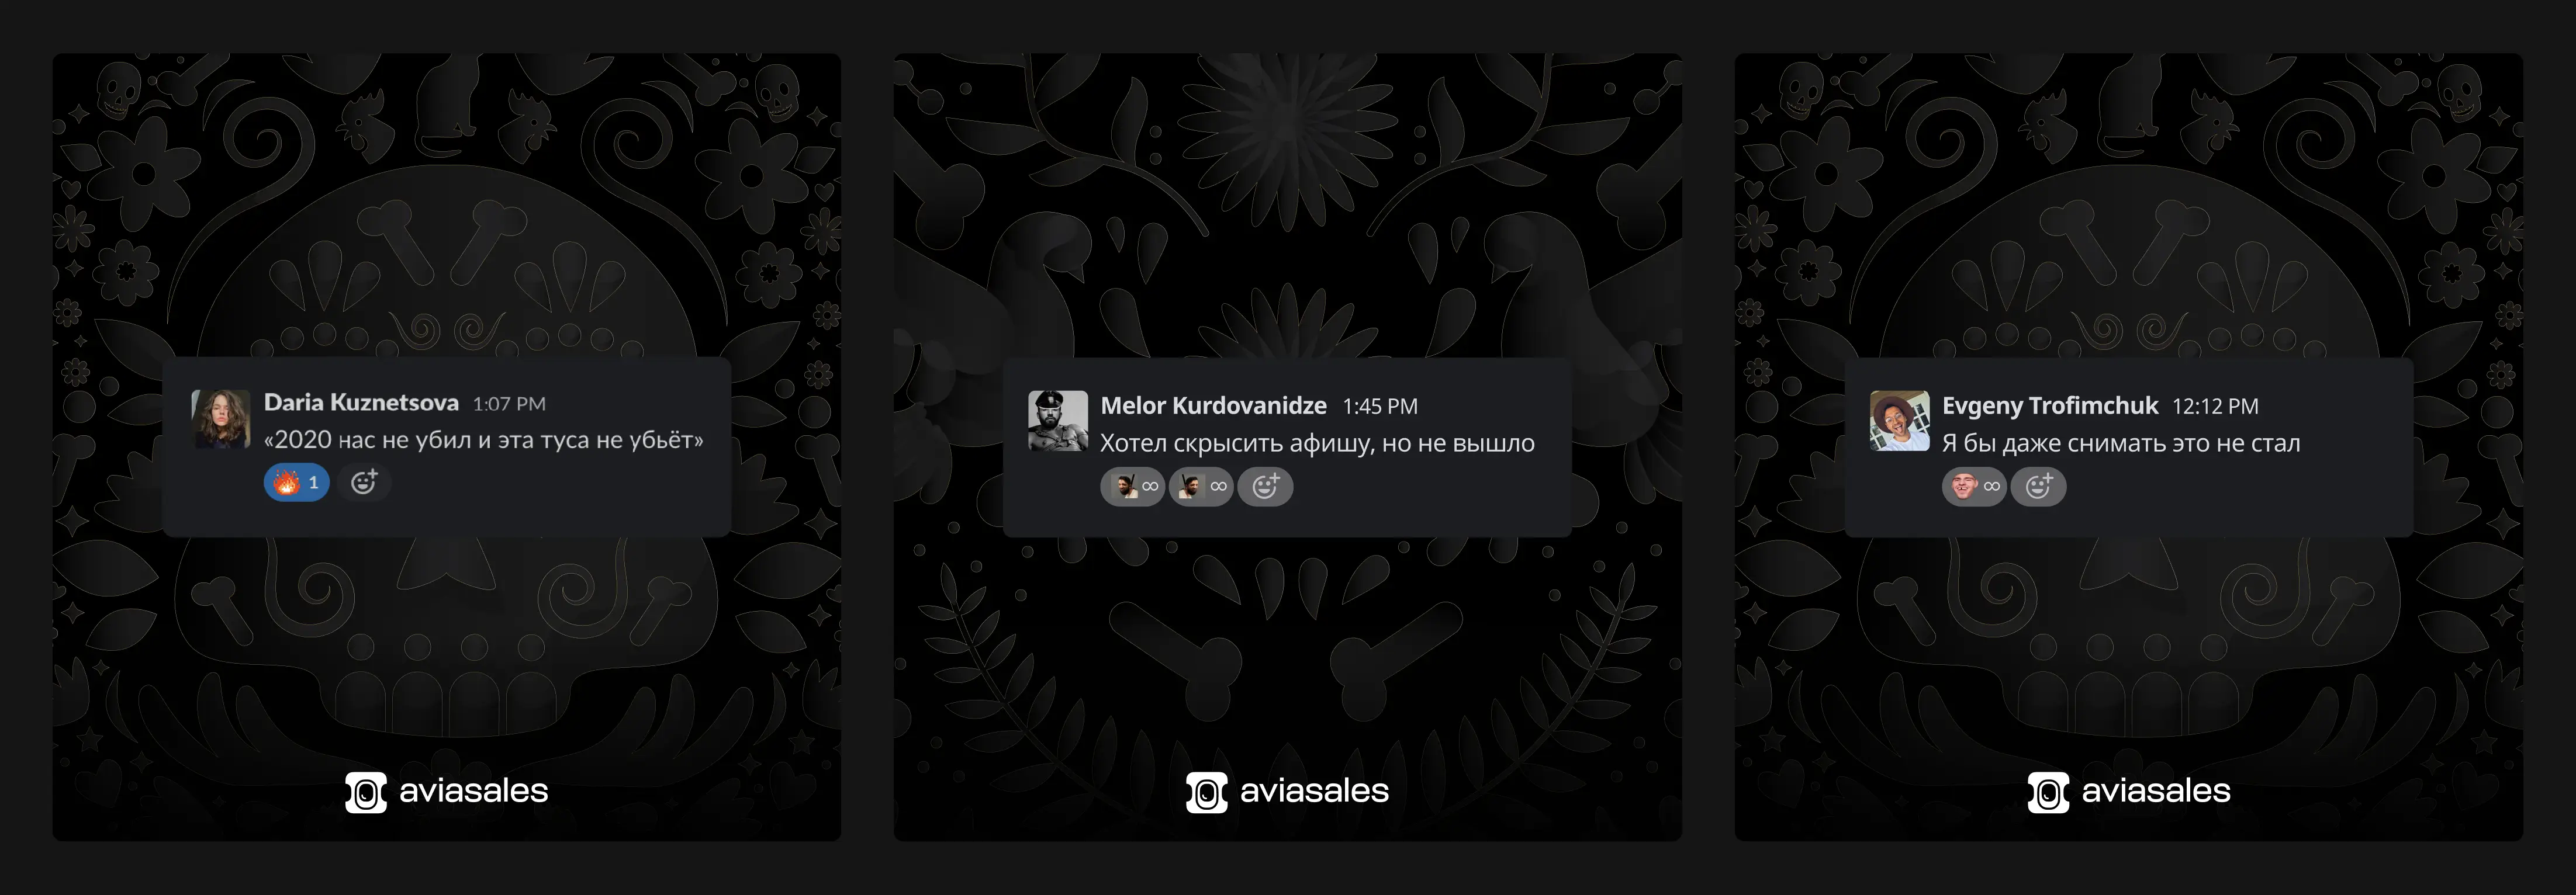 Daria Kuznetsova 1:07 PM
«2020 нас не убил и эта туса не убьёт»
1
aviasales
Melor Kurdovanidze 1:45 PM
Хотел скрысить афишу, но не вышло
∞ ∞
aviasales
Evgeny Trofimchuk 12:12 PM
Я бы даже снимать это не стал
∞
aviasales